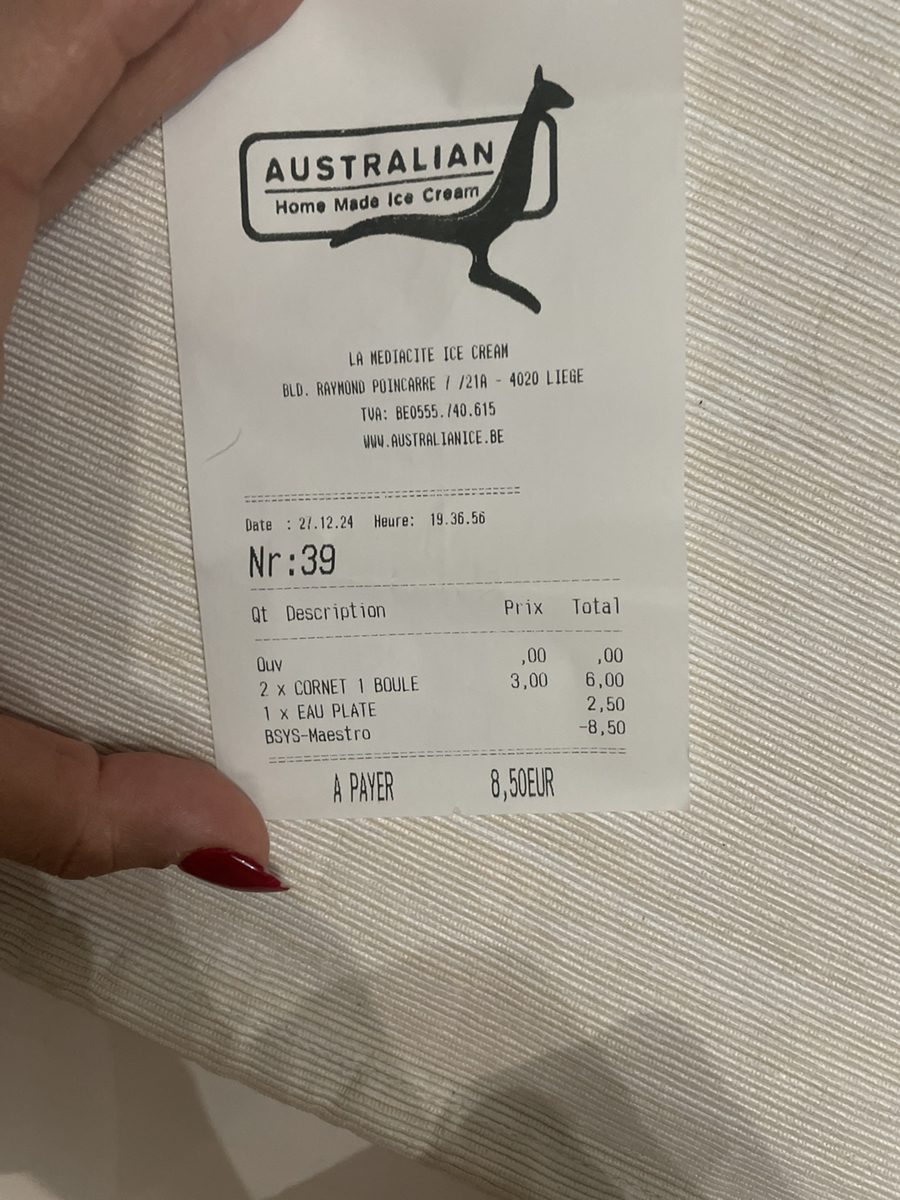 AUSTRALIAN
Home Made Ice Cream
LA MEDIACITE ICE CREAM
BLD. RAYMOND POINCARRE 7 /21A - 4020 LIEGE
TVA: BE0555.740.615
WWW.AUSTRALIANICE.BE
Date : 27.12.24 Heure: 19.36.56
Nr:39
Qt Description Prix Total
Ouv ,00 ,00
2 x CORNET 1 BOULE 3,00 6,00
1 x EAU PLATE 2,50
BSYS-Maestro -8,50
A PAYER 8,50EUR